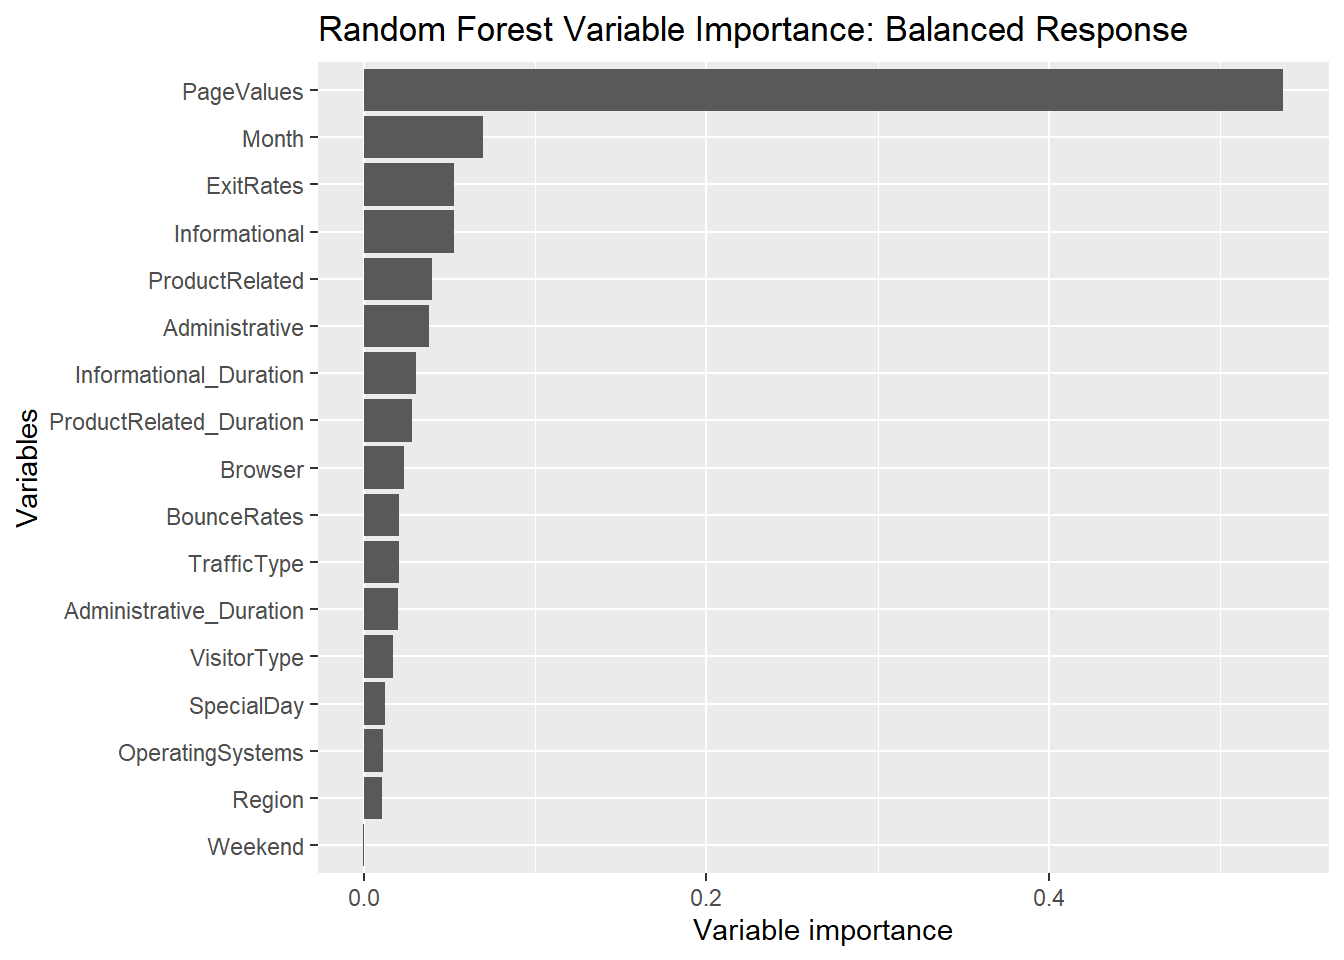 Random Forest Variable Importance: Balanced Response
PageValues
Month
ExitRates
Informational
ProductRelated
Administrative
Informational_Duration
ProductRelated_Duration
Browser
BounceRates
TrafficType
Administrative_Duration
VisitorType
SpecialDay
OperatingSystems
Region
Weekend
Variables
0.0
0.2
0.4
Variable importance